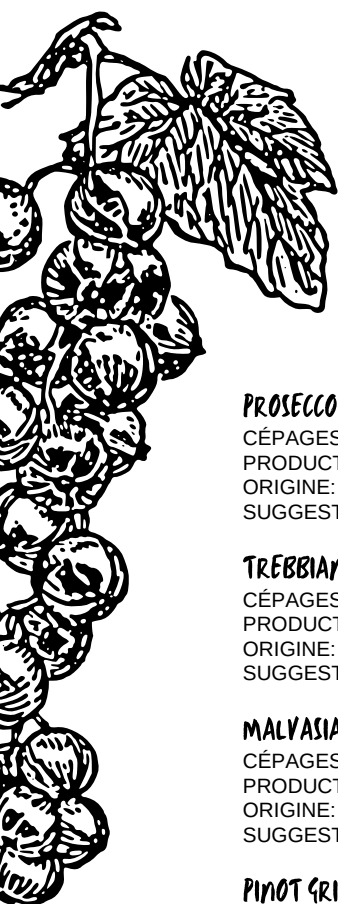 PROSECCO
CÉPAGES
PRODUCT
ORIGINE:
SUGGEST
TREBBIAN
CÉPAGES
PRODUCT
ORIGINE:
SUGGEST
MALVASIA
CÉPAGES
PRODUCT
ORIGINE:
SUGGEST
PINOT GRI